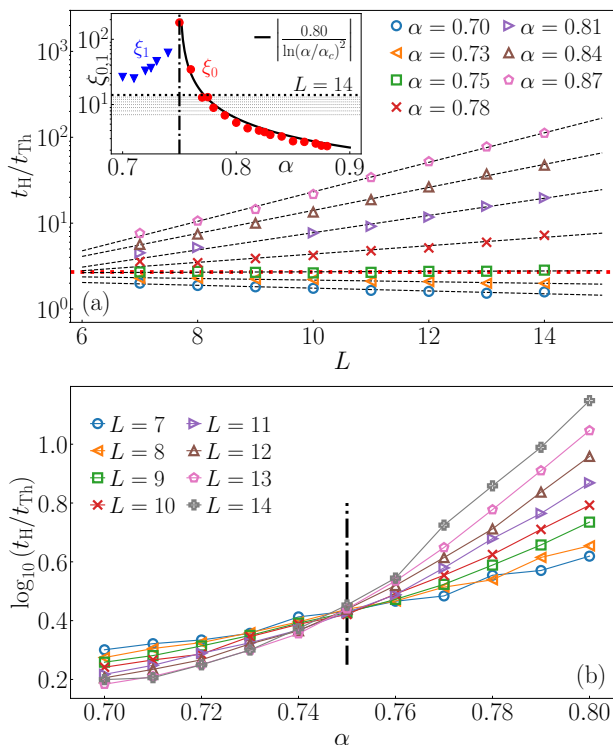 10³
10²
10¹
10⁰
t_H/t_Th
6
8
10
12
14
L
(a)
α = 0.70
α = 0.73
α = 0.75
α = 0.78
α = 0.81
α = 0.84
α = 0.87
ξ₀,₁
10²
10¹
ξ₁
ξ₀
|0.80 / ln(α/α_c)²|
L = 14
0.7
0.8
0.9
α
log₁₀(t_H/t_Th)
1.0
0.8
0.6
0.4
0.2
L = 7
L = 8
L = 9
L = 10
L = 11
L = 12
L = 13
L = 14
(b)
0.70
0.72
0.74
0.76
0.78
0.80
α